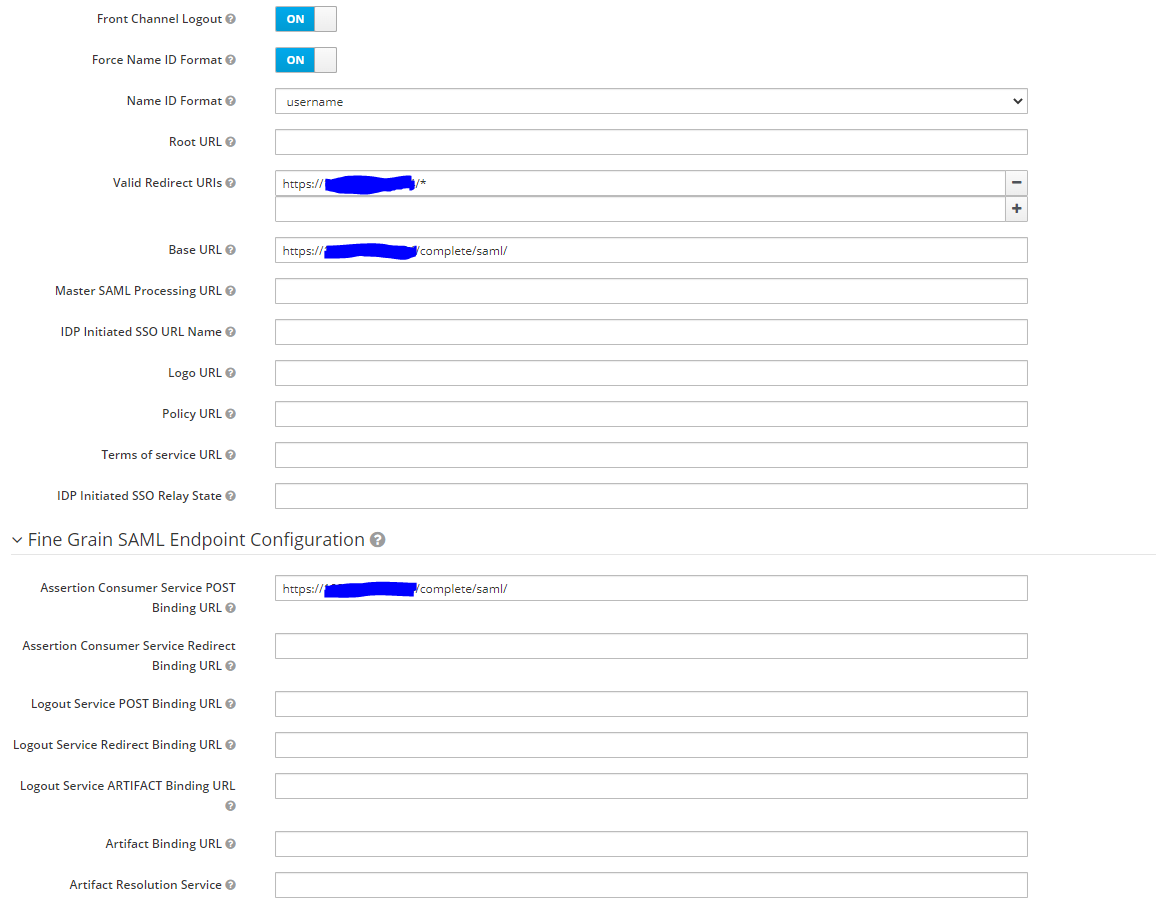 Front Channel Logout ON
Force Name ID Format ON
Name ID Format username
Root URL
Valid Redirect URIs https:// /*
Base URL https:// /complete/saml/
Master SAML Processing URL
IDP Initiated SSO URL Name
Logo URL
Policy URL
Terms of service URL
IDP Initiated SSO Relay State
Fine Grain SAML Endpoint Configuration
Assertion Consumer Service POST
Binding URL https:// /complete/saml/
Assertion Consumer Service Redirect
Binding URL
Logout Service POST Binding URL
Logout Service Redirect Binding URL
Logout Service ARTIFACT Binding URL
Artifact Binding URL
Artifact Resolution Service